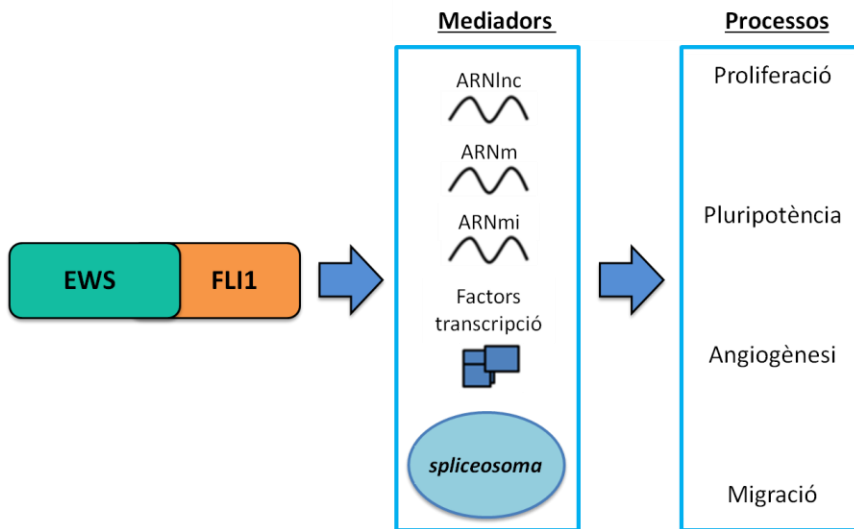 Mediadors
Processos
ARNlnc
ARNm
ARNmi
Factors
transcripció
spliceosoma
EWS
FLI1
Proliferació
Pluripotència
Angiogènesi
Migració